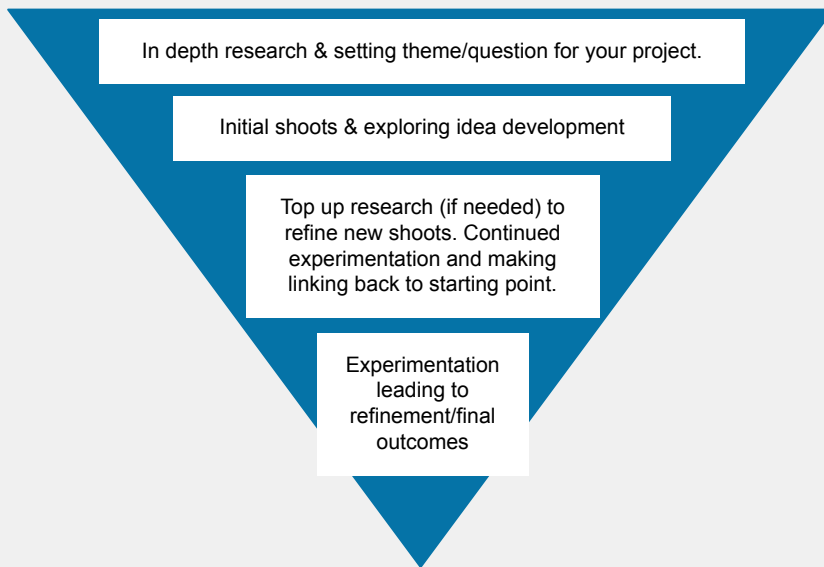 In depth research & setting theme/question for your project.
Initial shoots & exploring idea development
Top up research (if needed) to
refine new shoots. Continued
experimentation and making
linking back to starting point.
Experimentation
leading to
refinement/final
outcomes